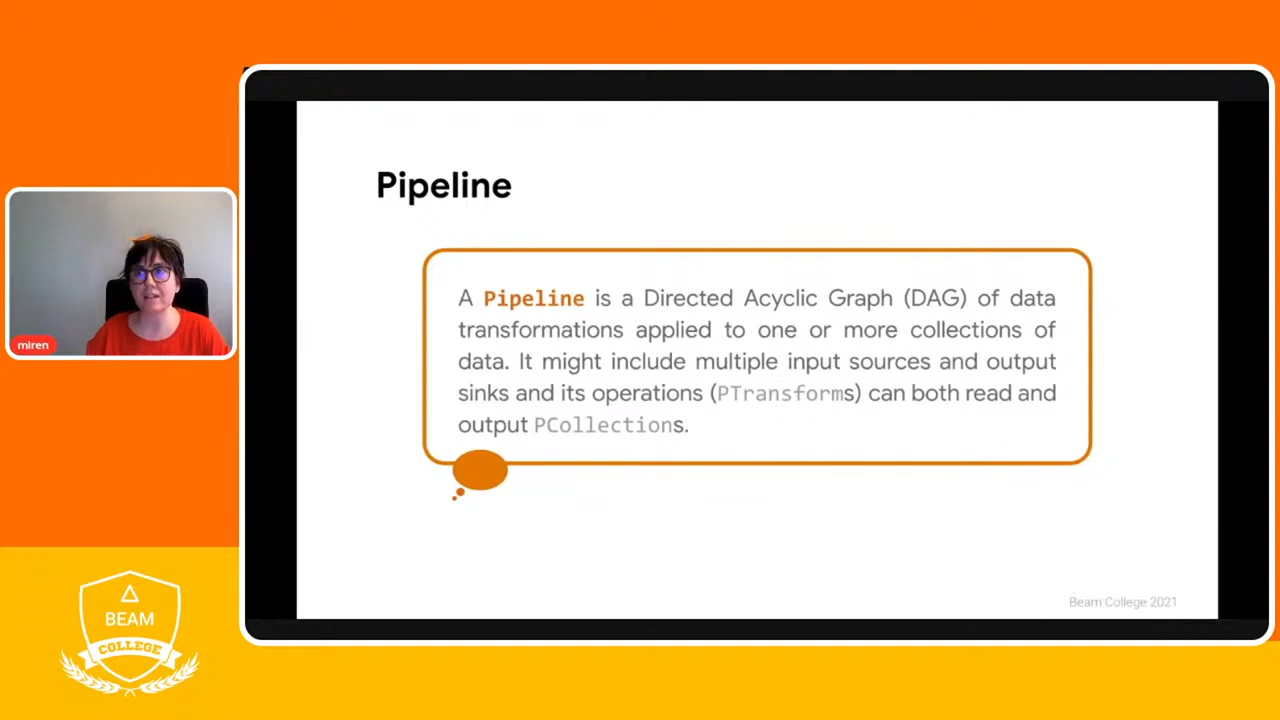 Pipeline
A Pipeline is a Directed Acyclic Graph (DAG) of data
transformations applied to one or more collections of
data. It might include multiple input sources and output
sinks and its operations (PTransforms) can both read and
output PCollections.
miren
BEAM
COLLEGE
Beam College 2021